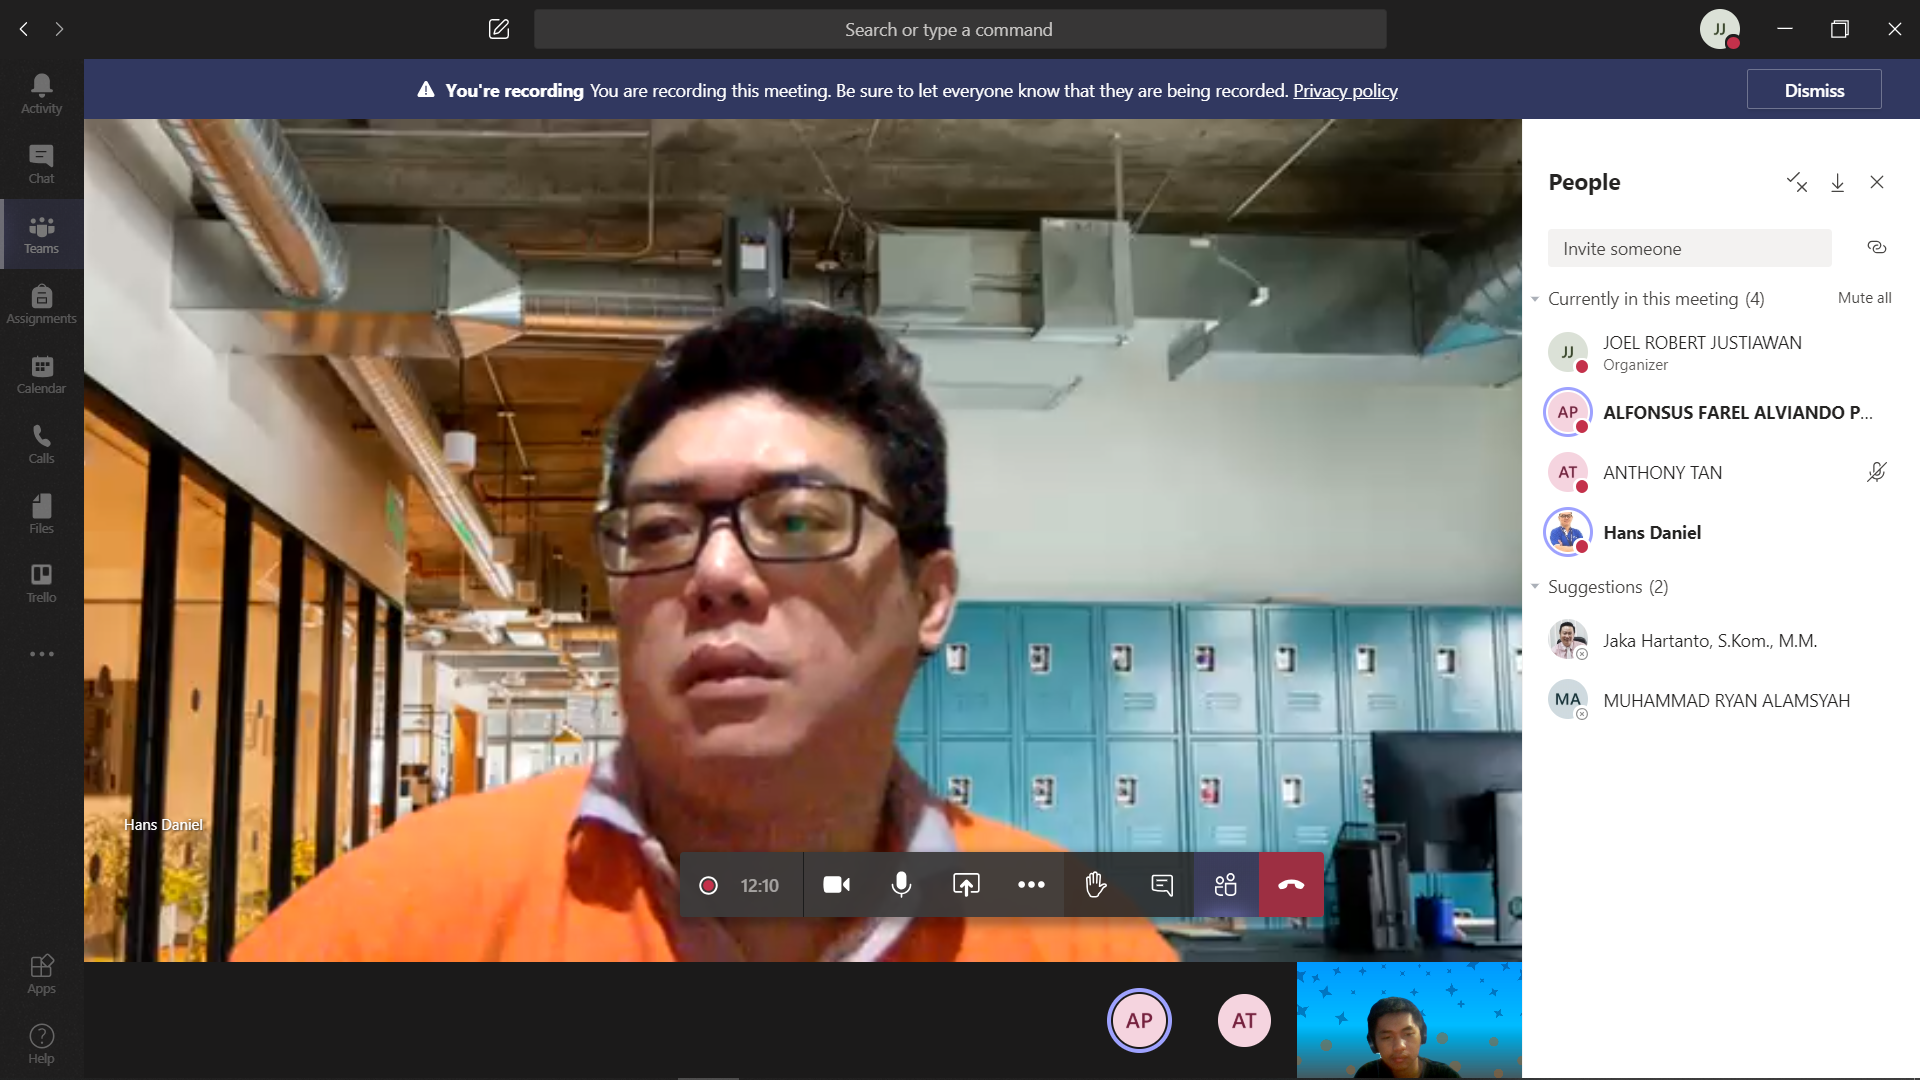 Search or type a command
JJ
Activity
Chat
Teams
Assignments
Calendar
Calls
Files
Trello
Apps
Help
You're recording You are recording this meeting. Be sure to let everyone know that they are being recorded. Privacy policy
Dismiss
Hans Daniel
12:10
AP
AT
People
Invite someone
Currently in this meeting (4)
Mute all
JJ
JOEL ROBERT JUSTIAWAN
Organizer
AP
ALFONSUS FAREL ALVIANDO P...
AT
ANTHONY TAN
Hans Daniel
Suggestions (2)
Jaka Hartanto, S.Kom., M.M.
MA
MUHAMMAD RYAN ALAMSYAH